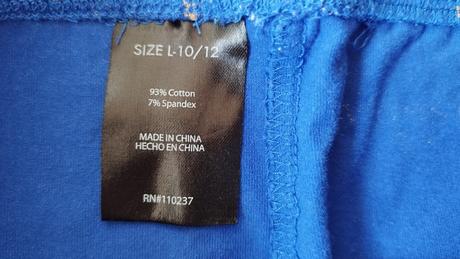 SIZE L-10/12
93% Cotton
7% Spandex
MADE IN CHINA
HECHO EN CHINA
RN#110237